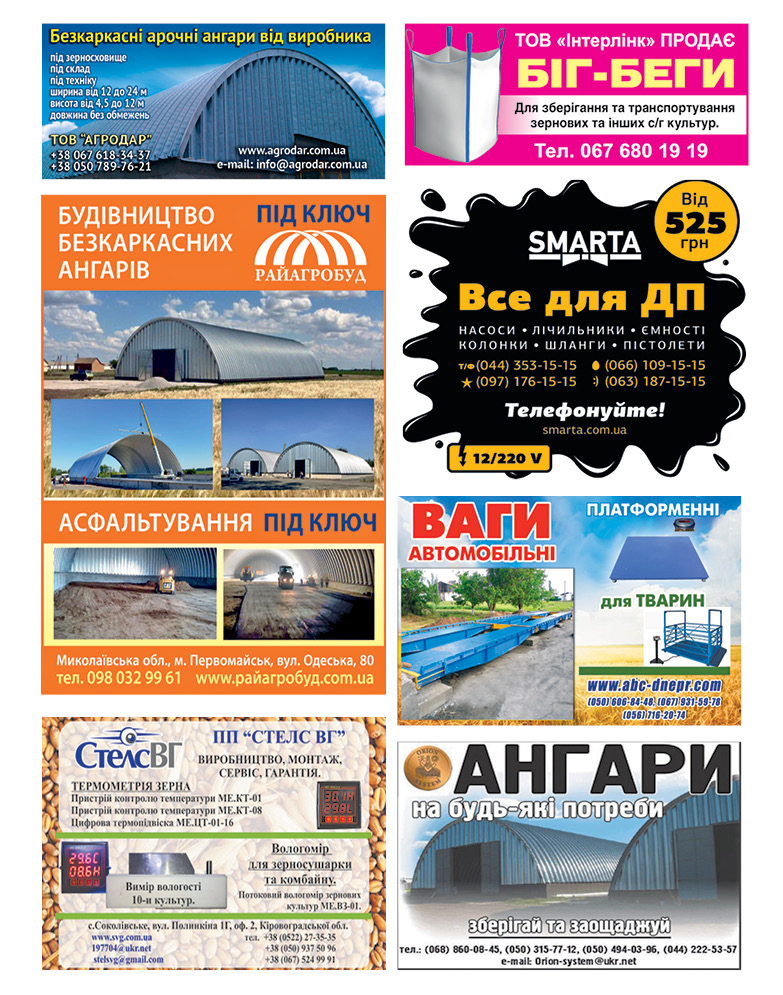 Безкаркасні арочні ангари від виробника
під зерносховище
під склад
під техніку
ширина від 12 до 24 м
висота від 4,5 до 12 м
довжина без обмежень
ТОВ "АГРОДАР"
+38 067 618-34-37
+38 050 789-76-21
www.agrodar.com.ua
e-mail: info@agrodar.com.ua
ТОВ «Інтерлінк» ПРОДАЄ
БІГ-БЕГИ
Для зберігання та транспортування
зернових та інших с/г культур.
Тел. 067 680 19 19
БУДІВНИЦТВО
БЕЗКАРКАСНИХ
АНГАРІВ
ПІД КЛЮЧ
РАЙАГРОБУД
АСФАЛЬТУВАННЯ ПІД КЛЮЧ
Миколаївська обл., м. Первомайськ, вул. Одеська, 80
тел. 098 032 99 61 www.райагробуд.com.ua
Від
525
грн
SMARTA
Все для ДП
НАСОСИ • ЛІЧИЛЬНИКИ • ЄМНОСТІ
КОЛОНКИ • ШЛАНГИ • ПІСТОЛЕТИ
Т/Ф (044) 353-15-15 (066) 109-15-15
(097) 176-15-15 :) (063) 187-15-15
Телефонуйте!
smarta.com.ua
12/220 V
ВАГИ
АВТОМОБІЛЬНІ
ПЛАТФОРМЕННІ
для ТВАРИН
www.abc-dnepr.com
(050) 606-84-48, (067) 931-59-78
(056) 716-20-74
СтелсВГ
ПП “СТЕЛС ВГ”
ВИРОБНИЦТВО, МОНТАЖ,
СЕРВІС, ГАРАНТІЯ.
ТЕРМОМЕТРІЯ ЗЕРНА
Пристрій контролю температури МЕ.КТ-01
Пристрій контролю температури МЕ.КТ-08
Цифрова термопідвіска МЕ.ЦТ-01-16
30.1H
29.6L
29.6C
08.6H
Вимір вологості
10-и культур.
Вологомір
для зерносушарки
та комбайну.
Потоковий вологомір зернових
культур МЕ.ВЗ-01.
с.Соколівське, вул. Полинкіна 1Г, оф. 2, Кіровоградської обл.
www.svg.com.ua тел. +38 (0522) 27-35-35
197704@ukr.net +38 (050) 937 50 96
stelsvg@gmail.com +38 (067) 524 99 91
ORION
SYSTEM
АНГАРИ
на будь-які потреби
зберігай та заощаджуй
тел.: (068) 860-08-45, (050) 315-77-12, (050) 494-03-96, (044) 222-53-57
e-mail: Orion-system@ukr.net